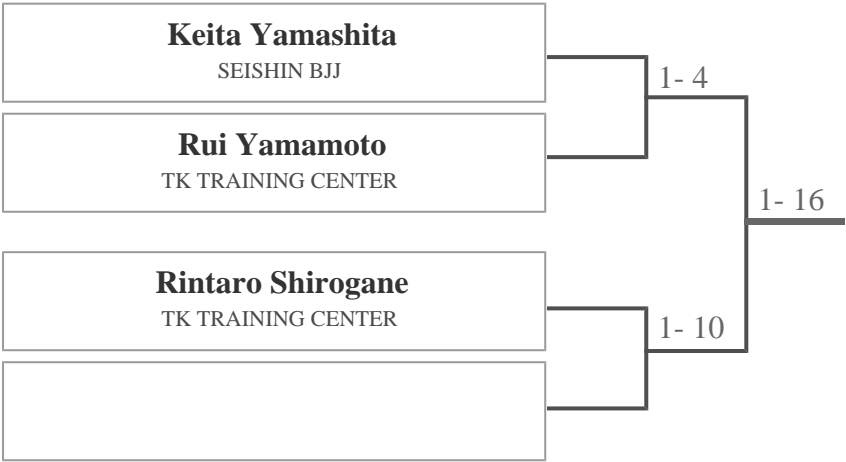 Keita Yamashita
SEISHIN BJJ
1- 4
Rui Yamamoto
TK TRAINING CENTER
1- 16
Rintaro Shirogane
TK TRAINING CENTER
1- 10